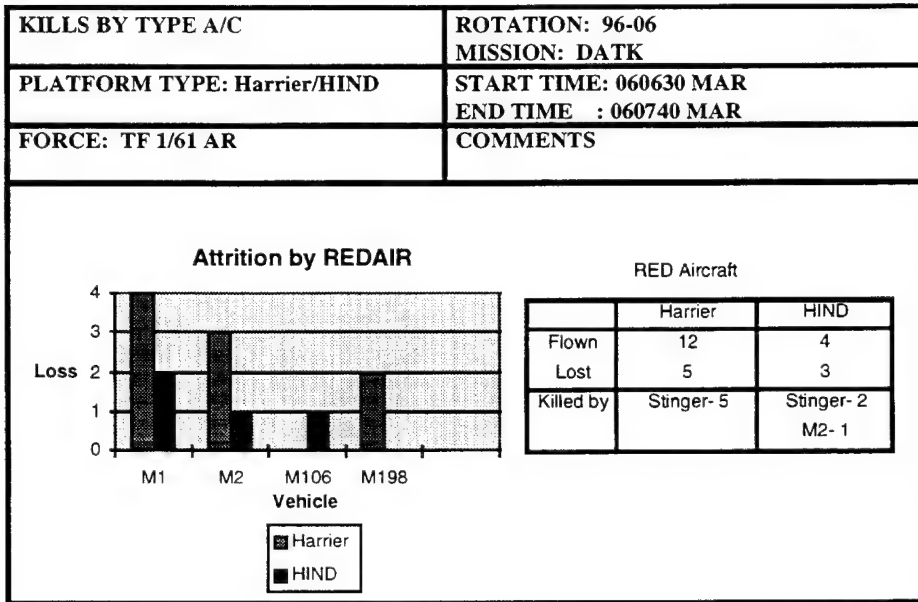 KILLS BY TYPE A/C
ROTATION: 96-06
MISSION: DATK
PLATFORM TYPE: Harrier/HIND
START TIME: 060630 MAR
END TIME : 060740 MAR
FORCE: TF 1/61 AR
COMMENTS
Attrition by REDAIR
4
3
Loss 2
1
0
M1 M2 M106 M198
Vehicle
Harrier
HIND
RED Aircraft
Harrier HIND
Flown 12 4
Lost 5 3
Killed by Stinger- 5 Stinger- 2
M2- 1